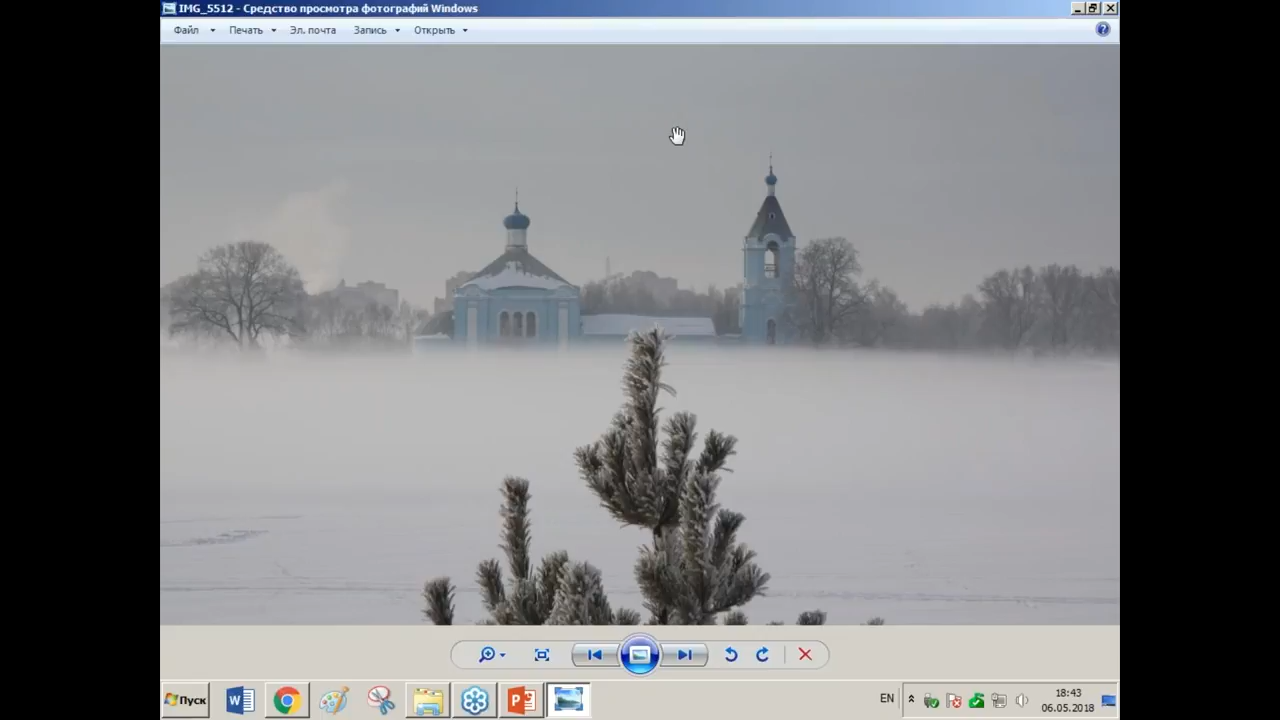 IMG_5512 - Средство просмотра фотографий Windows
Файл Печать Эл. почта Запись Открыть
Пуск
EN
18:43
06.05.2018